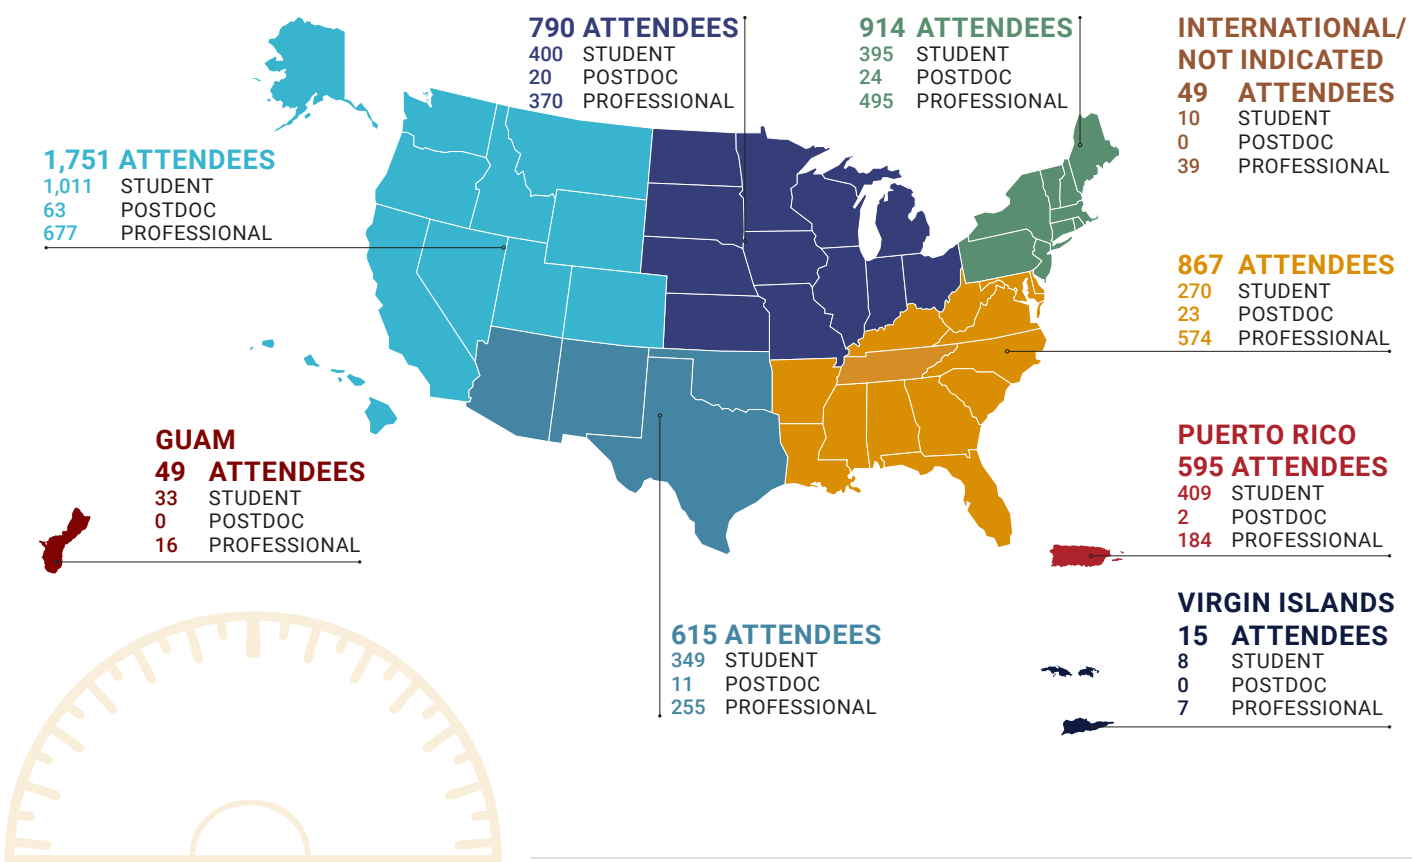 790 ATTENDEES
400 STUDENT
20 POSTDOC
370 PROFESSIONAL
914 ATTENDEES
395 STUDENT
24 POSTDOC
495 PROFESSIONAL
INTERNATIONAL/
NOT INDICATED
49 ATTENDEES
10 STUDENT
0 POSTDOC
39 PROFESSIONAL
1,751 ATTENDEES
1,011 STUDENT
63 POSTDOC
677 PROFESSIONAL
867 ATTENDEES
270 STUDENT
23 POSTDOC
574 PROFESSIONAL
GUAM
49 ATTENDEES
33 STUDENT
0 POSTDOC
16 PROFESSIONAL
PUERTO RICO
595 ATTENDEES
409 STUDENT
2 POSTDOC
184 PROFESSIONAL
615 ATTENDEES
349 STUDENT
11 POSTDOC
255 PROFESSIONAL
VIRGIN ISLANDS
15 ATTENDEES
8 STUDENT
0 POSTDOC
7 PROFESSIONAL